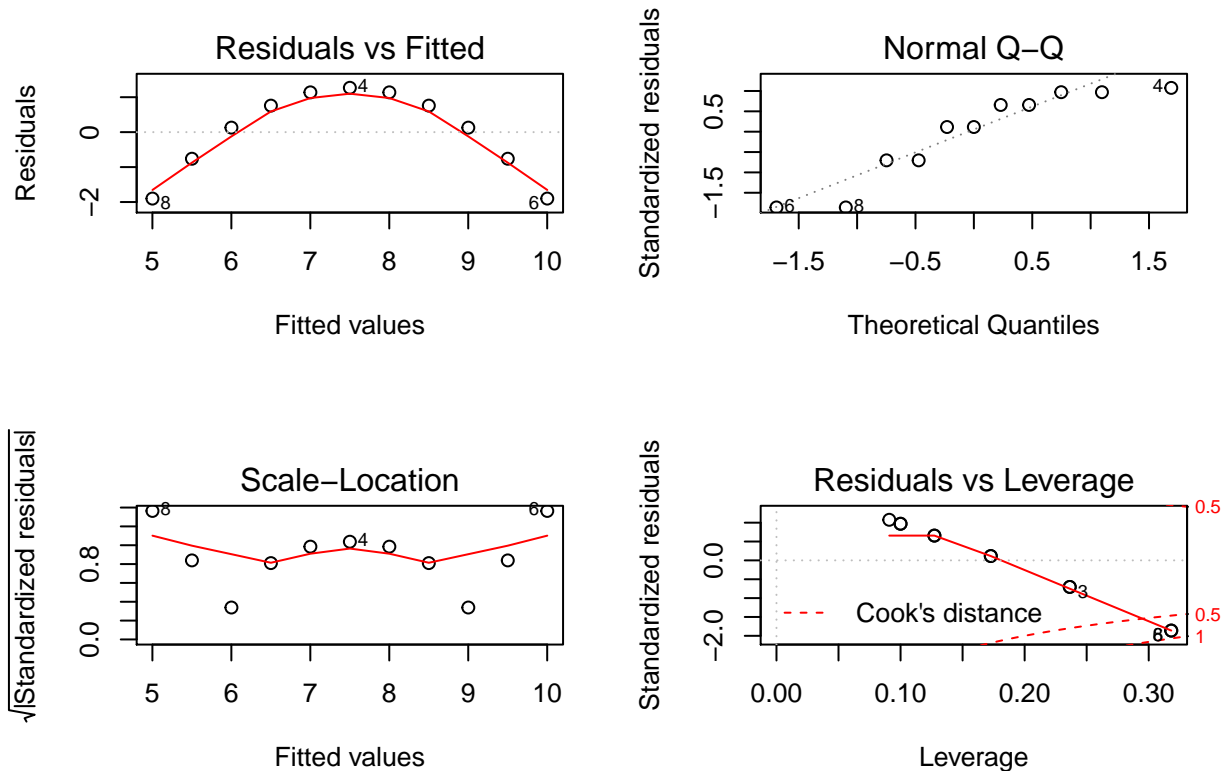 Residuals vs Fitted
Residuals
0
−2
4
8
6
5 6 7 8 9 10
Fitted values
Normal Q−Q
Standardized residuals
0.5
−1.5
4
6
8
−1.5 −0.5 0.5 1.5
Theoretical Quantiles
Scale−Location
√|Standardized residuals|
0.8
0.0
8
4
6
5 6 7 8 9 10
Fitted values
Residuals vs Leverage
Standardized residuals
0.0
−2.0
0.5
3
Cook's distance
0.5
1
0.00 0.10 0.20 0.30
Leverage